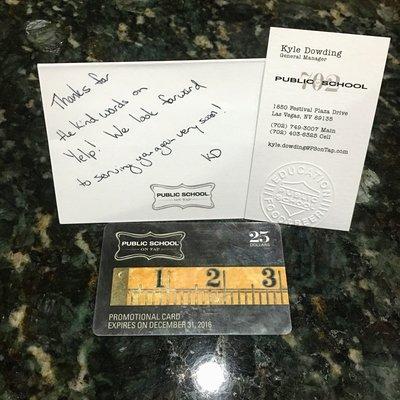 Thanks for
the kind words on
Yelp! We look forward
to serving you again very soon!
KD
PUBLIC SCHOOL
ON TAP
Kyle Dowding
General Manager
702
PUBLIC SCHOOL
1850 Festival Plaza Drive
Las Vegas, NV 89135
(702) 749-3007 Main
(702) 403-6325 Cell
kyle.dowding@PSonTap.com
EDUCATION
PUBLIC
SCHOOL
FOOD BEER
PUBLIC SCHOOL
ON TAP
25
DOLLARS
1 2 3
PROMOTIONAL CARD
EXPIRES ON DECEMBER 31, 2016